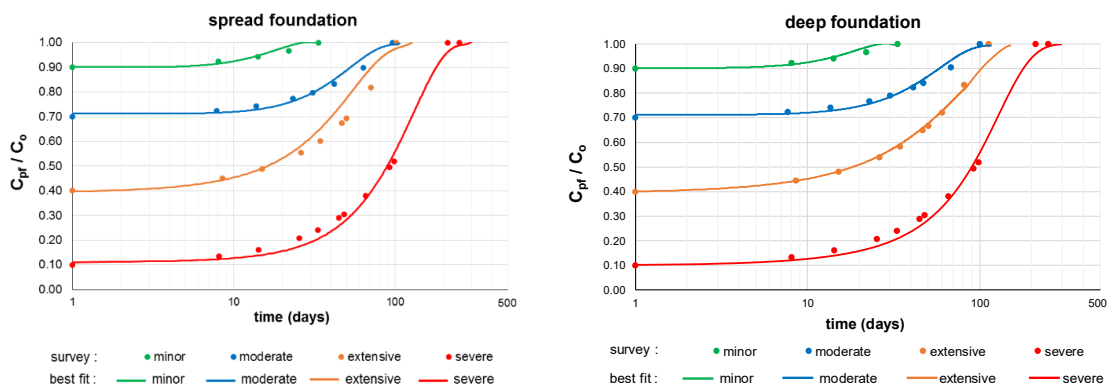 spread foundation
1.00
0.90
0.80
0.70
0.60
0.50
0.40
0.30
0.20
0.10
0.00
Cpf / Co
1 10 100 500
time (days)
survey : minor moderate extensive severe
best fit : minor moderate extensive severe
deep foundation
1.00
0.90
0.80
0.70
0.60
0.50
0.40
0.30
0.20
0.10
0.00
Cpf / Co
1 10 100 500
time (days)
survey : minor moderate extensive severe
best fit : minor moderate extensive severe